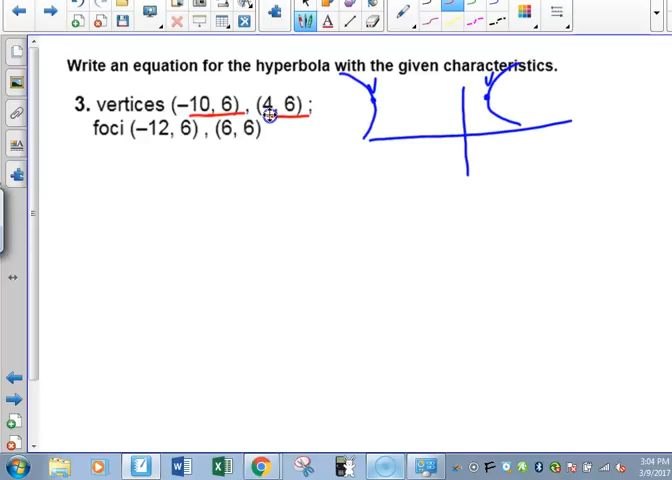 Write an equation for the hyperbola with the given characteristics.
3. vertices (–10, 6) , (4, 6) ;
foci (–12, 6) , (6, 6)
3:04 PM
3/9/2017